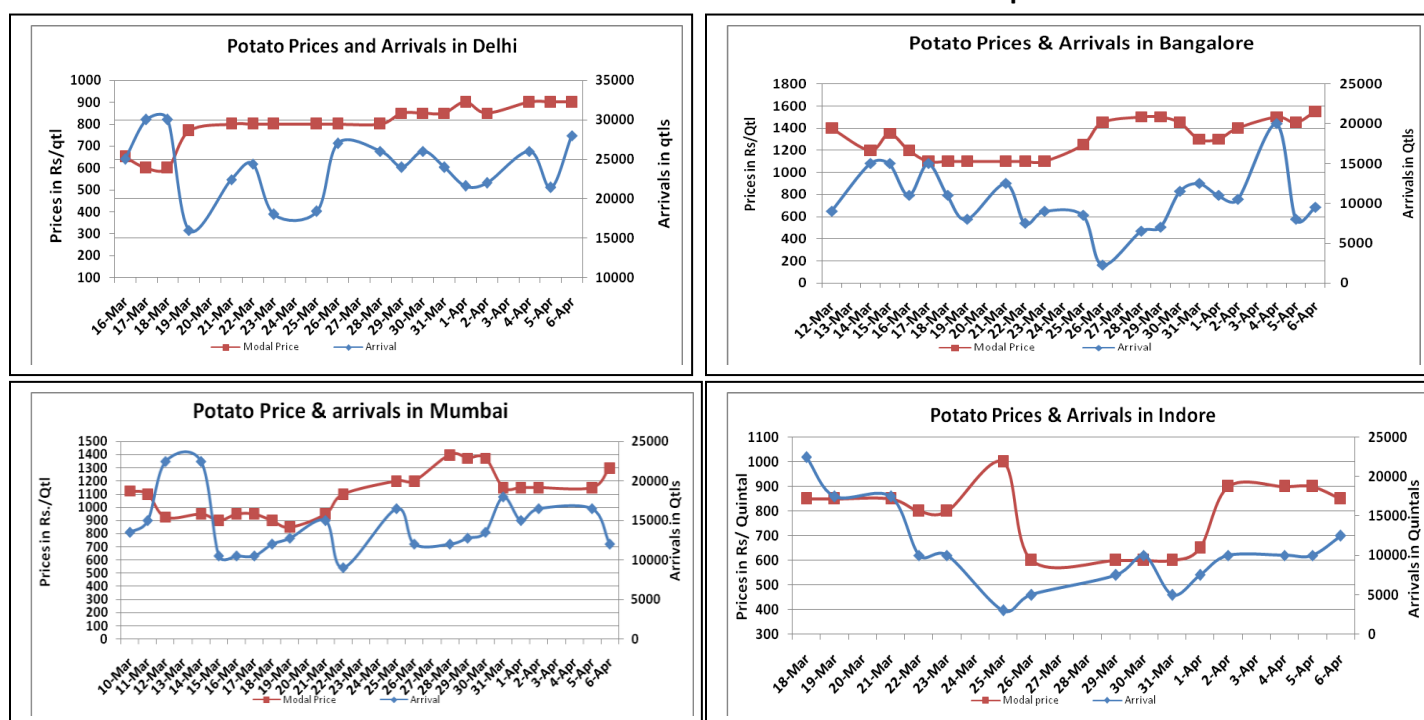 Potato Prices and Arrivals in Delhi
Prices in Rs/qtl
1000
900
800
700
600
500
400
300
200
100
35000
30000
25000
20000
15000
10000
Arrivals in qtls
16-Mar
17-Mar
18-Mar
19-Mar
20-Mar
21-Mar
22-Mar
23-Mar
24-Mar
25-Mar
26-Mar
27-Mar
28-Mar
29-Mar
30-Mar
31-Mar
1-Apr
2-Apr
3-Apr
4-Apr
5-Apr
6-Apr
Modal Price
Arrival
Potato Prices & Arrivals in Bangalore
Prices in Rs/Qtl
1800
1600
1400
1200
1000
800
600
400
200
0
25000
20000
15000
10000
5000
0
Arrivals in Qtls
12-Mar
13-Mar
14-Mar
15-Mar
16-Mar
17-Mar
18-Mar
19-Mar
20-Mar
21-Mar
22-Mar
23-Mar
24-Mar
25-Mar
26-Mar
27-Mar
28-Mar
29-Mar
30-Mar
31-Mar
1-Apr
2-Apr
3-Apr
4-Apr
5-Apr
6-Apr
Modal Price
Arrival
Potato Price & arrivals in Mumbai
Prices in Rs./Qtl
1500
1400
1300
1200
1100
1000
900
800
700
600
500
400
300
200
100
0
25000
20000
15000
10000
5000
0
Arrivals in Qtls
10-Mar
11-Mar
12-Mar
13-Mar
14-Mar
15-Mar
16-Mar
17-Mar
18-Mar
19-Mar
20-Mar
21-Mar
22-Mar
23-Mar
24-Mar
25-Mar
26-Mar
27-Mar
28-Mar
29-Mar
30-Mar
31-Mar
1-Apr
2-Apr
3-Apr
4-Apr
5-Apr
6-Apr
Modal Price
Arrival
Potato Prices & Arrivals in Indore
Prices in Rs/ Quintal
1100
1000
900
800
700
600
500
400
300
25000
20000
15000
10000
5000
0
Arrivals in Quintals
18-Mar
19-Mar
20-Mar
21-Mar
22-Mar
23-Mar
24-Mar
25-Mar
26-Mar
27-Mar
28-Mar
29-Mar
30-Mar
31-Mar
1-Apr
2-Apr
3-Apr
4-Apr
5-Apr
6-Apr
Modal price
Arrival